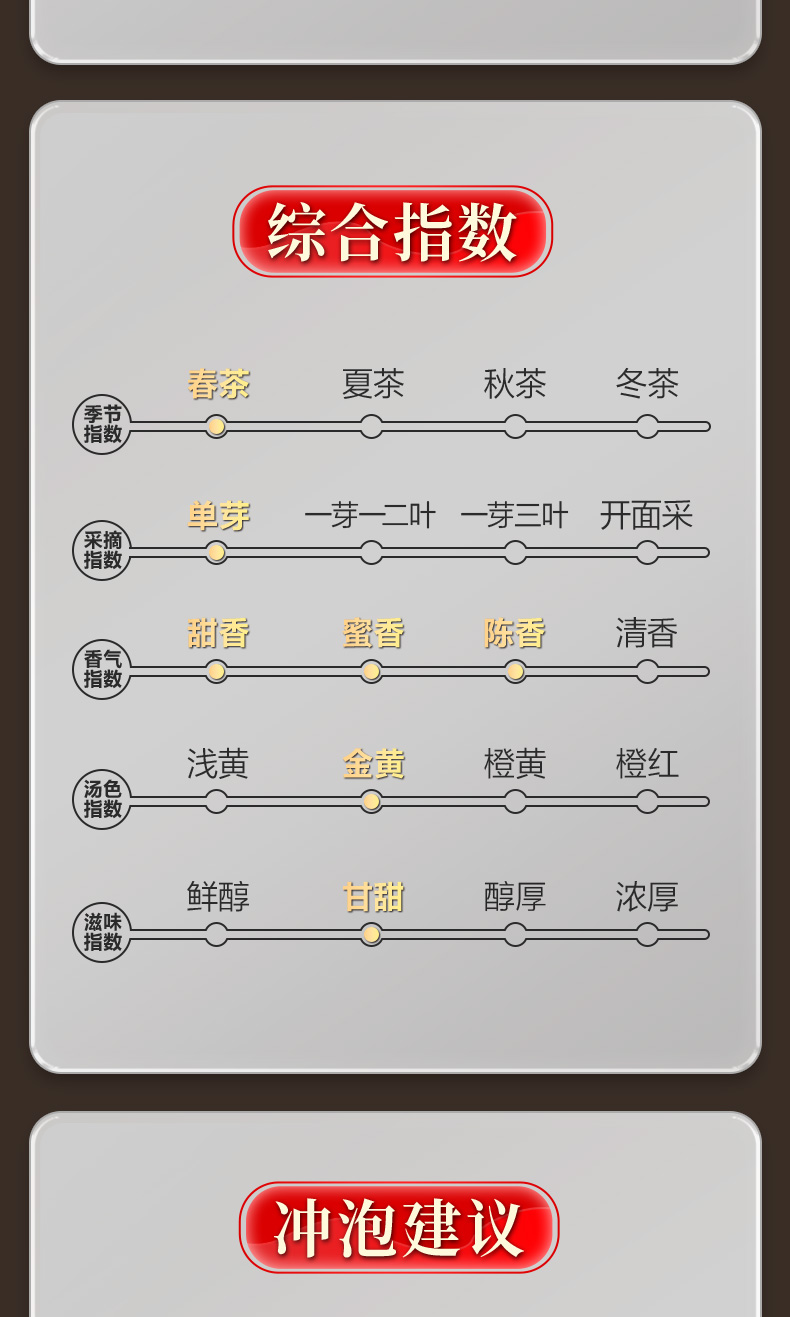 综合指数
春茶 夏茶 秋茶 冬茶
季节
指数
单芽 一芽一二叶 一芽三叶 开面采
采摘
指数
甜香 蜜香 陈香 清香
香气
指数
浅黄 金黄 橙黄 橙红
汤色
指数
鲜醇 甘甜 醇厚 浓厚
滋味
指数
冲泡建议